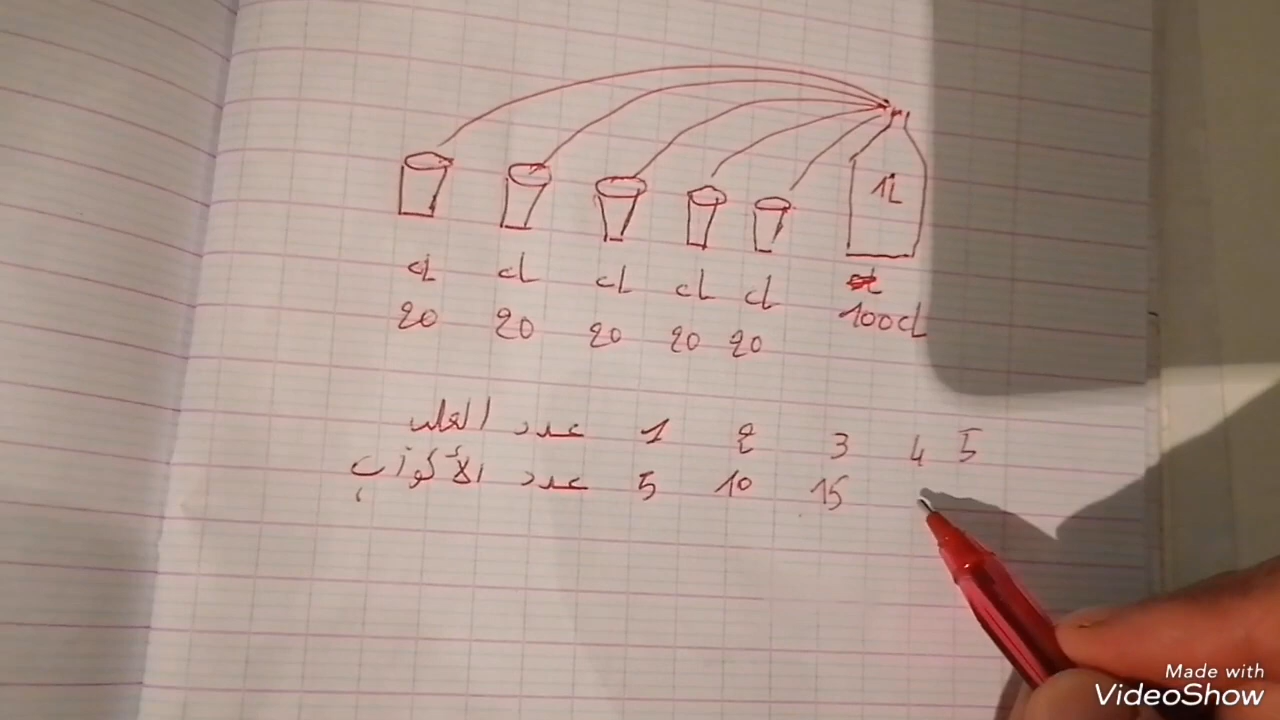 1L
cL cL cL cL cL
20 20 20 20 20 100cL
عدد العلب 1 2 3 4 5
عدد الأكواب 5 10 15
Made with
VideoShow